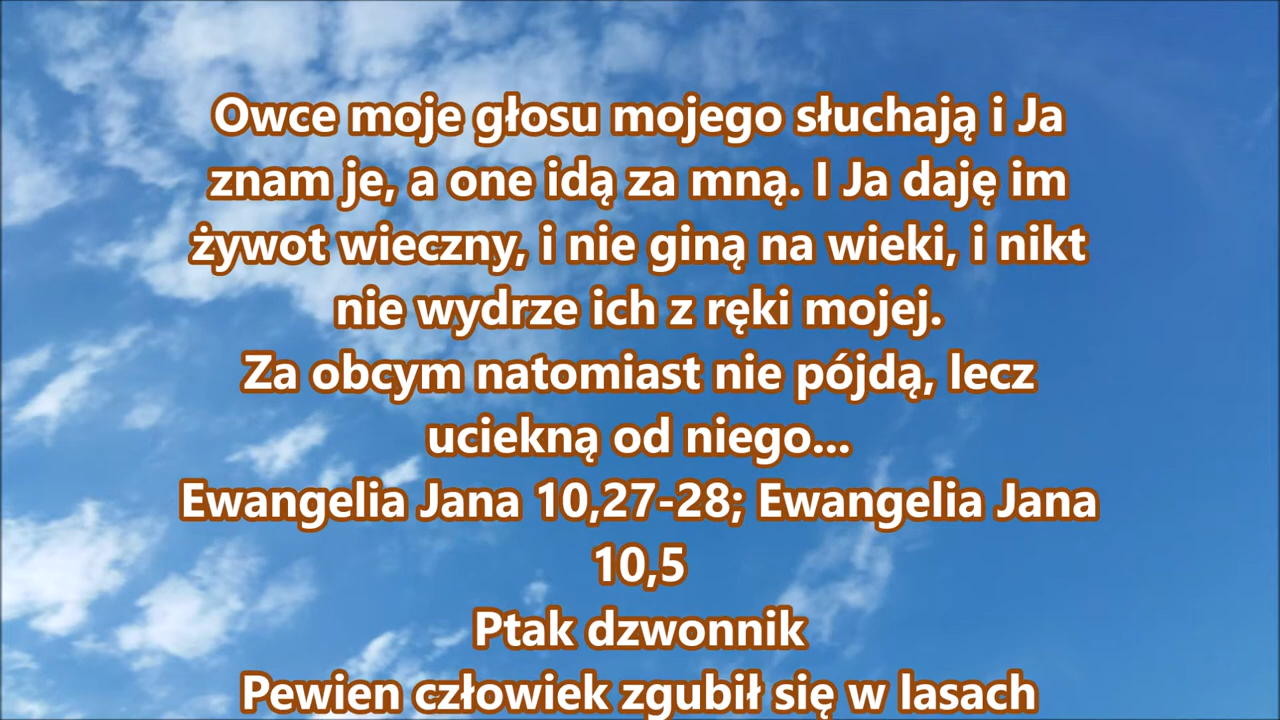 Owce moje głosu mojego słuchają i Ja
znam je, a one idą za mną. I Ja daję im
żywot wieczny, i nie giną na wieki, i nikt
nie wydrze ich z ręki mojej.
Za obcym natomiast nie pójdą, lecz
uciekną od niego...
Ewangelia Jana 10,27-28; Ewangelia Jana
10,5
Ptak dzwonnik
Pewien człowiek zgubił się w lasach